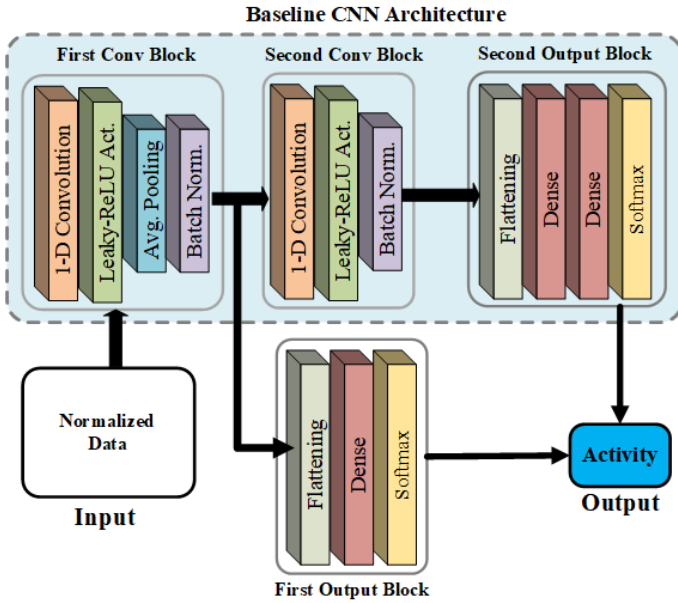 Baseline CNN Architecture
First Conv Block
Second Conv Block
Second Output Block
1-D Convolution
Leaky-ReLU Act.
Avg. Pooling
Batch Norm.
1-D Convolution
Leaky-ReLU Act.
Batch Norm.
Flattening
Dense
Dense
Softmax
Normalized
Data
Input
Flattening
Dense
Softmax
First Output Block
Activity
Output